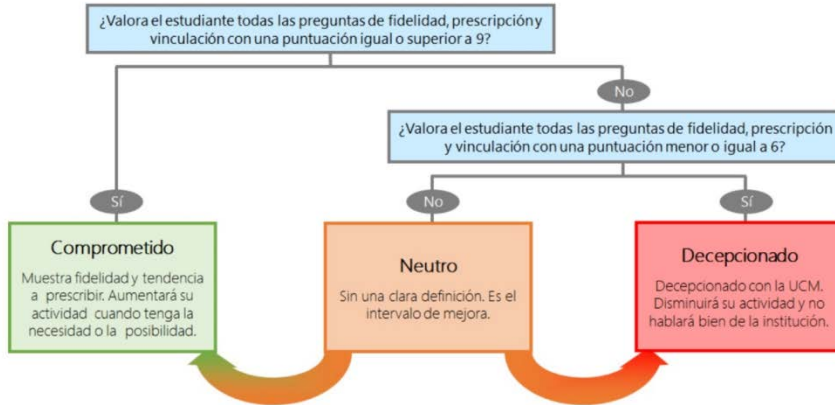 ¿Valora el estudiante todas las preguntas de fidelidad, prescripción y
vinculación con una puntuación igual o superior a 9?
No
¿Valora el estudiante todas las preguntas de fidelidad, prescripción
y vinculación con una puntuación menor o igual a 6?
Sí
No
Sí
Comprometido
Muestra fidelidad y tendencia
a prescribir. Aumentará su
actividad cuando tenga la
necesidad o la posibilidad.
Neutro
Sin una clara definición. Es el
intervalo de mejora.
Decepcionado
Decepcionado con la UCM.
Disminuirá su actividad y no
hablará bien de la institución.